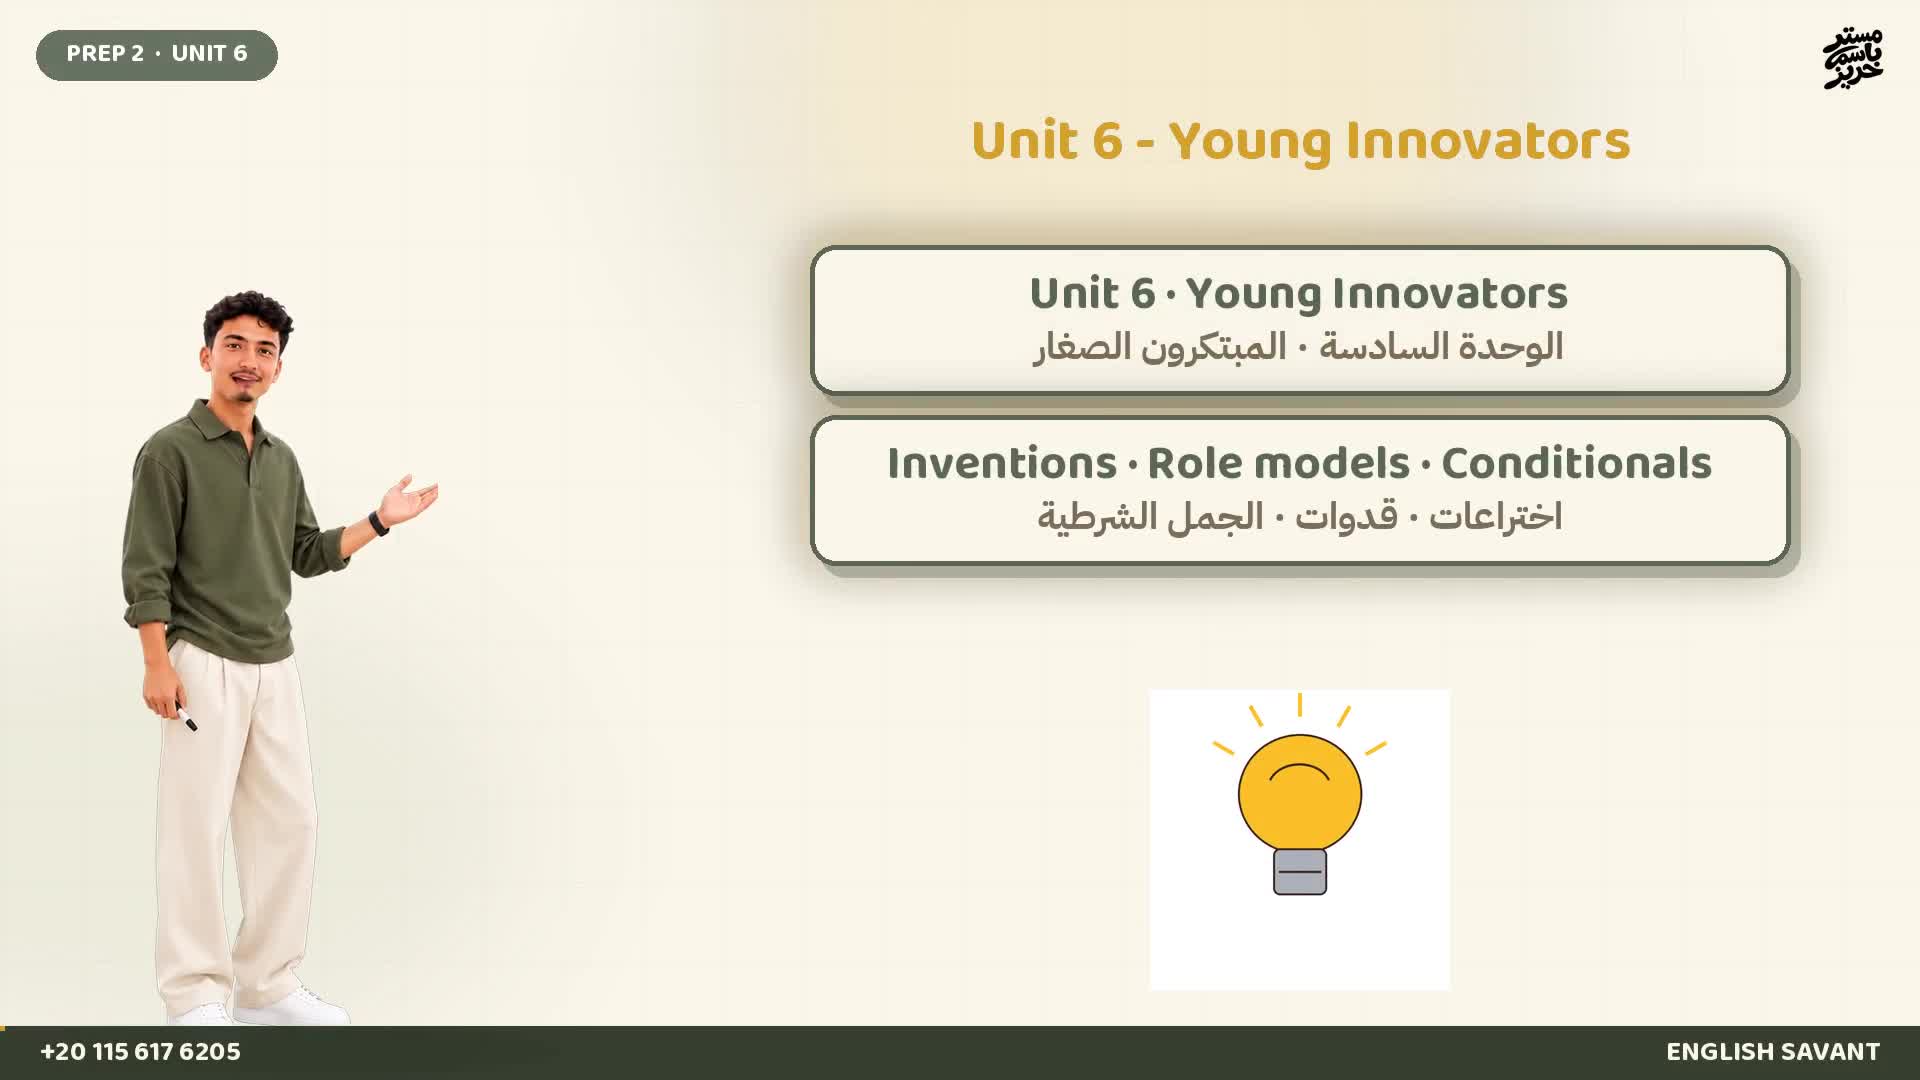 PREP 2 · UNIT 6
مستر
باسم
خريز
Unit 6 - Young Innovators
Unit 6 · Young Innovators
الوحدة السادسة · المبتكرون الصغار
Inventions · Role models · Conditionals
اختراعات · قدوات · الجمل الشرطية
+20 115 617 6205
ENGLISH SAVANT